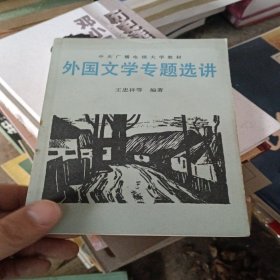 中央广播电视大学教材
外国文学专题选讲
王忠祥等 编著